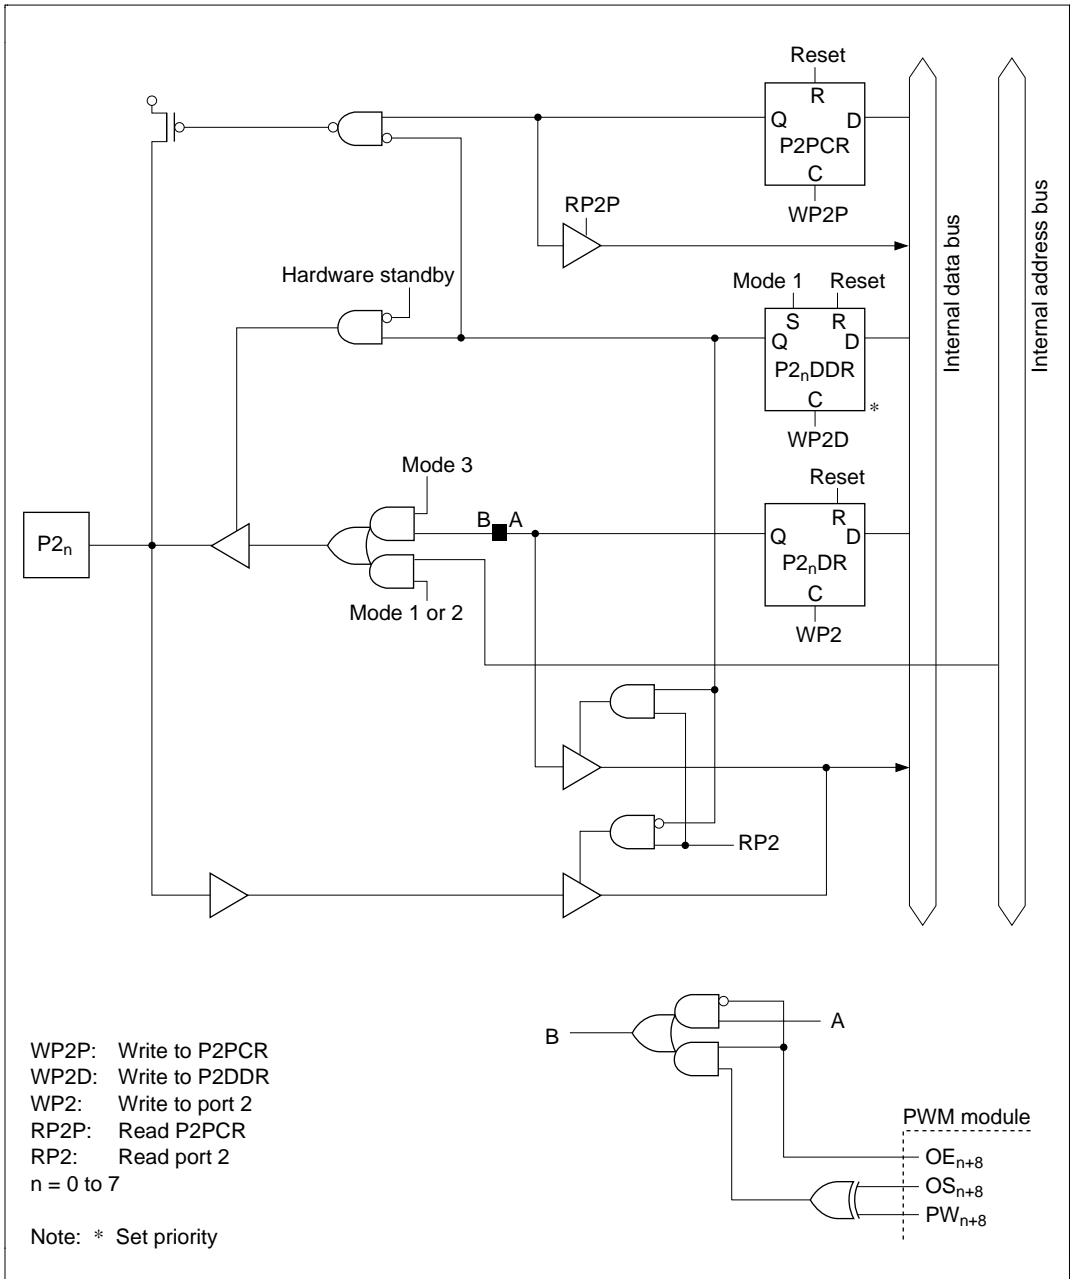 Reset
R
Q D
P2PCR
C
WP2P
RP2P
Hardware standby
Mode 1 Reset
S R
Q D
P2nDDR
C
*
WP2D
Internal data bus
Internal address bus
Mode 3
B A
Reset
R
Q D
P2nDR
C
WP2
P2n
Mode 1 or 2
RP2
B
A
WP2P: Write to P2PCR
WP2D: Write to P2DDR
WP2: Write to port 2
RP2P: Read P2PCR
RP2: Read port 2
n = 0 to 7
Note: * Set priority
PWM module
OEn+8
OSn+8
PWn+8